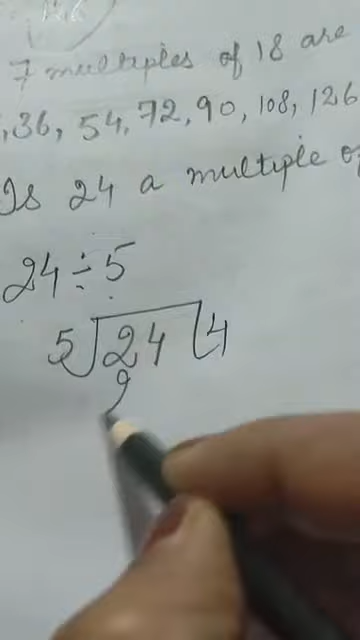 7 multiples of 18 are
, 36, 54, 72, 90, 108, 126
Is 24 a multiple of
24 ÷ 5
5 ) 24 ( 4
2